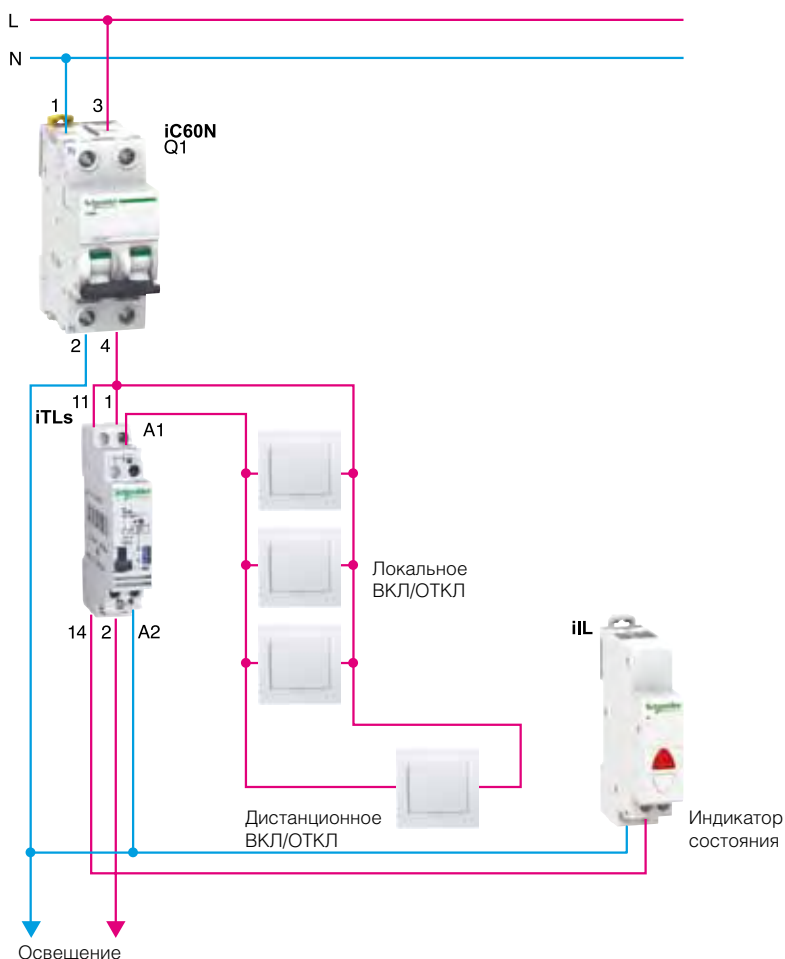 L
N
1
3
iC60N
Q1
2
4
11
1
iTLs
A1
Schneider
Локальное
ВКЛ/ОТКЛ
14
2
A2
iIL
Дистанционное
ВКЛ/ОТКЛ
Индикатор
состояния
Освещение